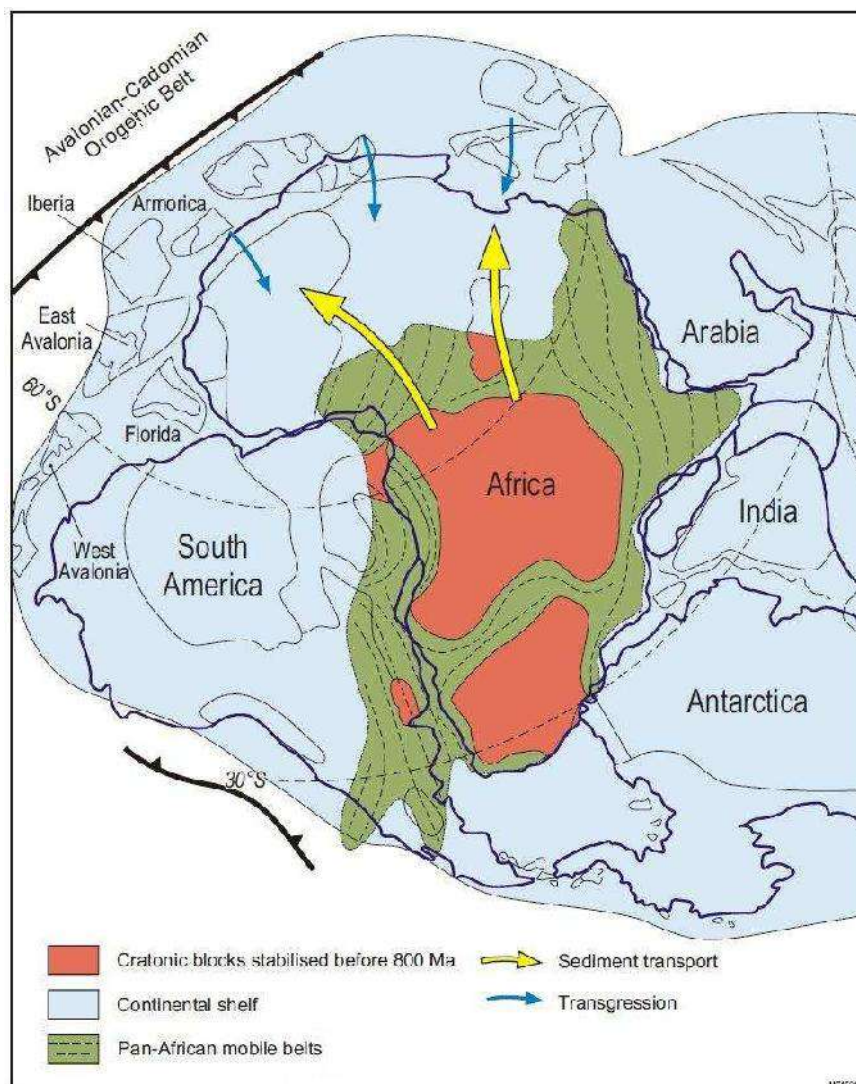 Avalonian-Cadomian
Orogenic Belt
Iberia
Armorica
East
Avalonia
Arabia
60°S
Florida
Africa
India
West
Avalonia
South
America
Antarctica
30°S
Cratonic blocks stabilised before 800 Ma
Sediment transport
Continental shelf
Transgression
Pan-African mobile belts